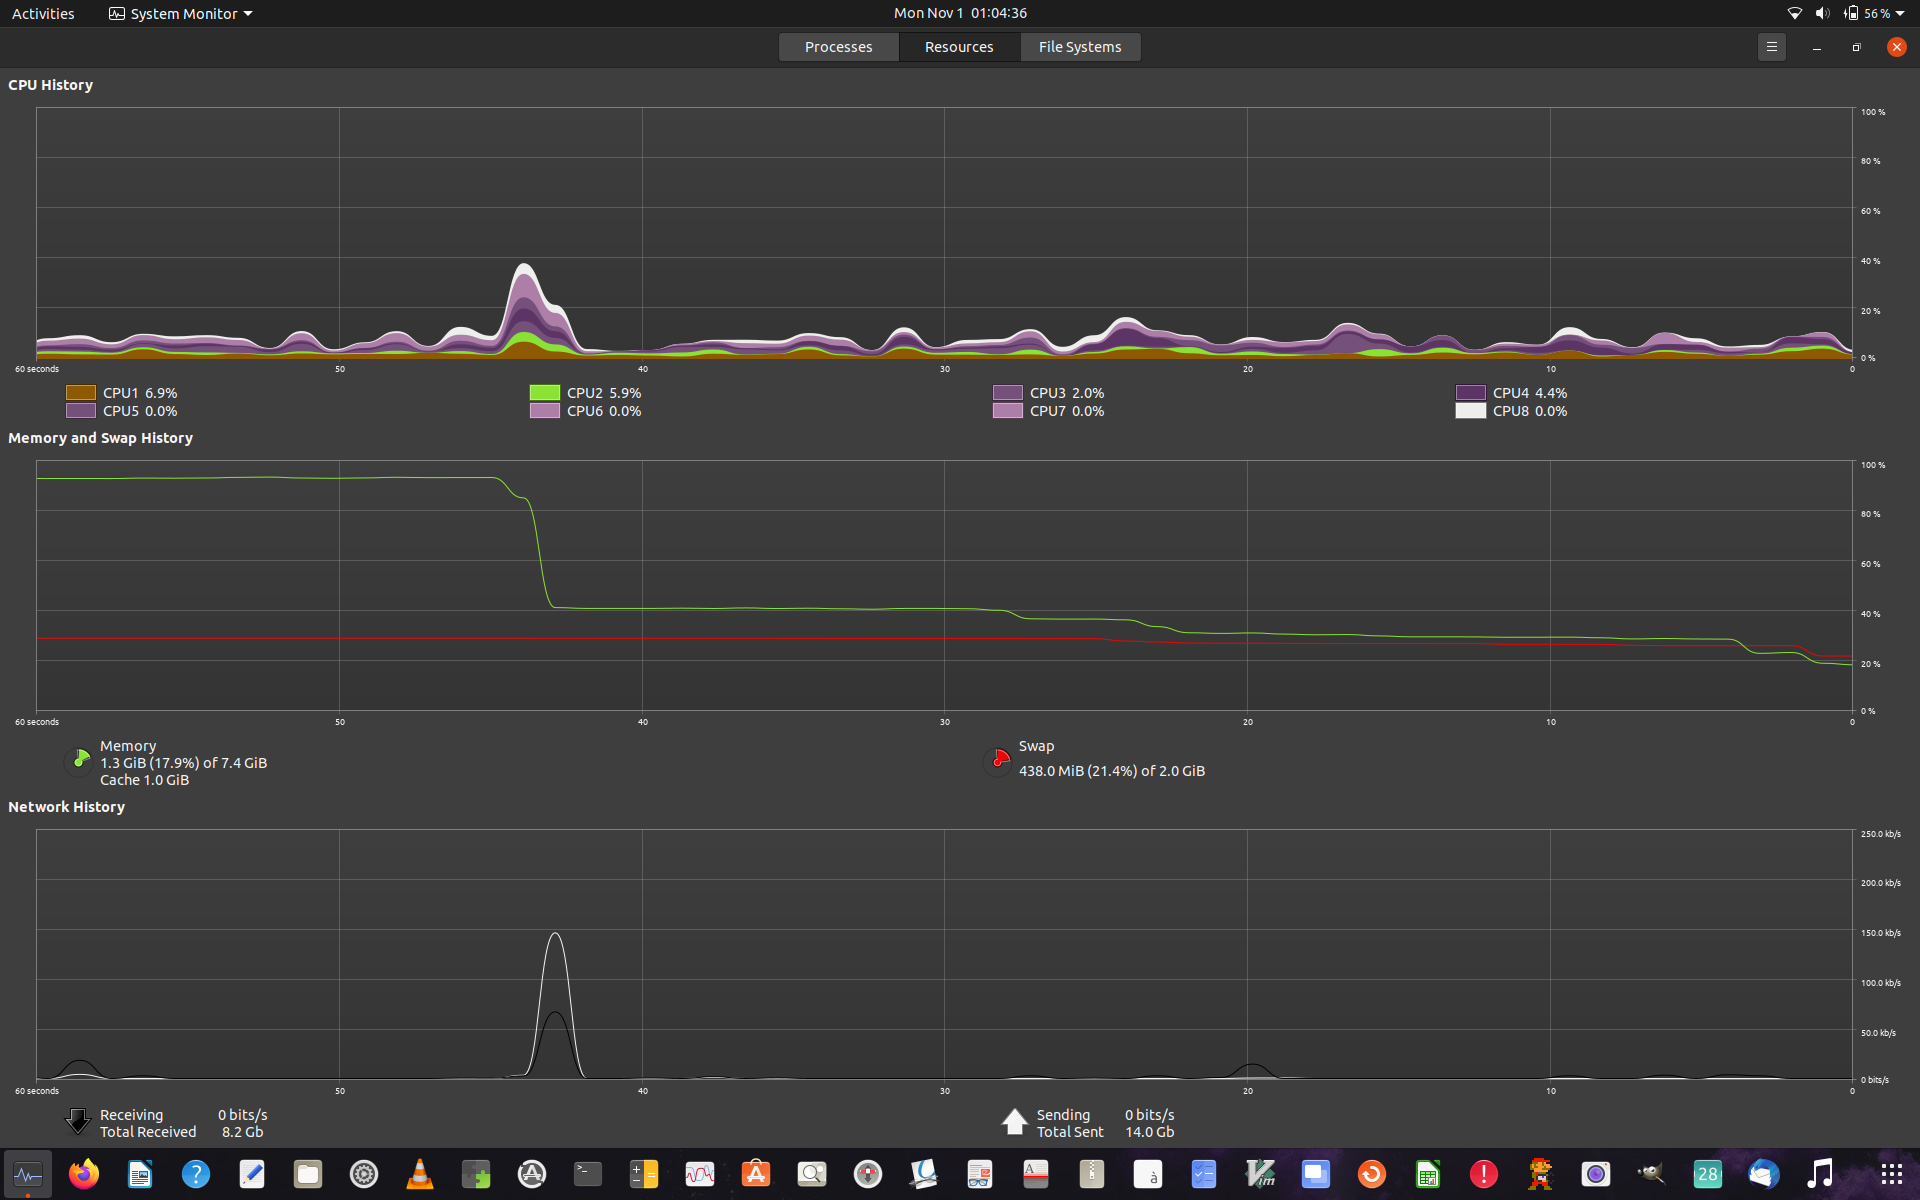 Activities
System Monitor
Mon Nov 1 01:04:36
56 %
Processes
Resources
File Systems
CPU History
100 %
80 %
60 %
40 %
20 %
0 %
60 seconds 50 40 30 20 10 0
CPU1 6.9%
CPU2 5.9%
CPU3 2.0%
CPU4 4.4%
CPU5 0.0%
CPU6 0.0%
CPU7 0.0%
CPU8 0.0%
Memory and Swap History
100 %
80 %
60 %
40 %
20 %
0 %
60 seconds 50 40 30 20 10 0
Memory
1.3 GiB (17.9%) of 7.4 GiB
Cache 1.0 GiB
Swap
438.0 MiB (21.4%) of 2.0 GiB
Network History
250.0 kb/s
200.0 kb/s
150.0 kb/s
100.0 kb/s
50.0 kb/s
0 bits/s
60 seconds 50 40 30 20 10 0
Receiving 0 bits/s
Total Received 8.2 Gb
Sending 0 bits/s
Total Sent 14.0 Gb
?
>_
à
Vim
!
28